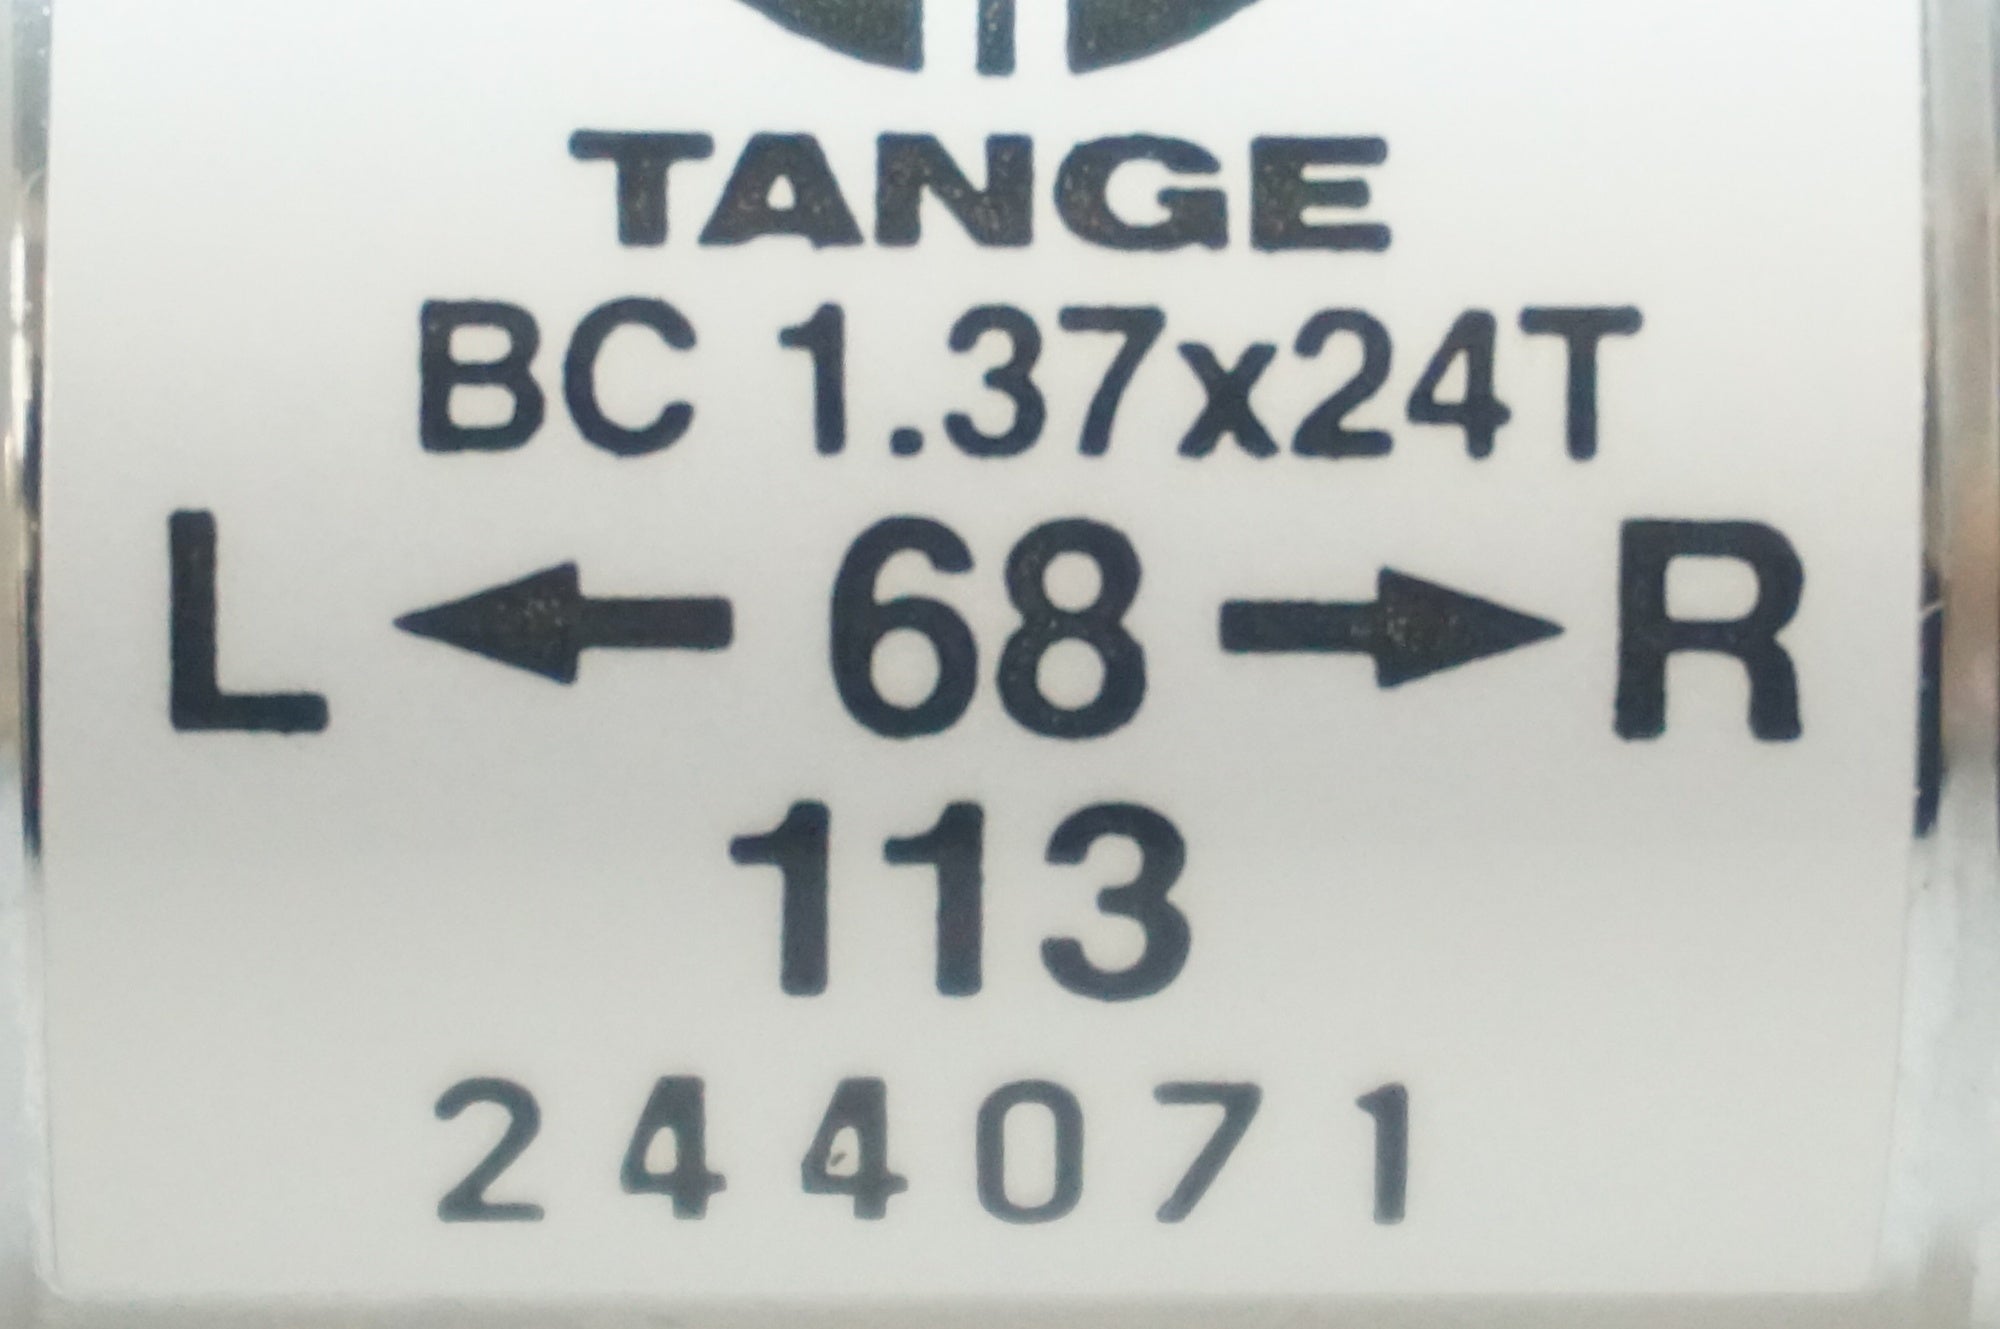 TANGE
BC 1.37x24T
L ← 68 → R
113
244071